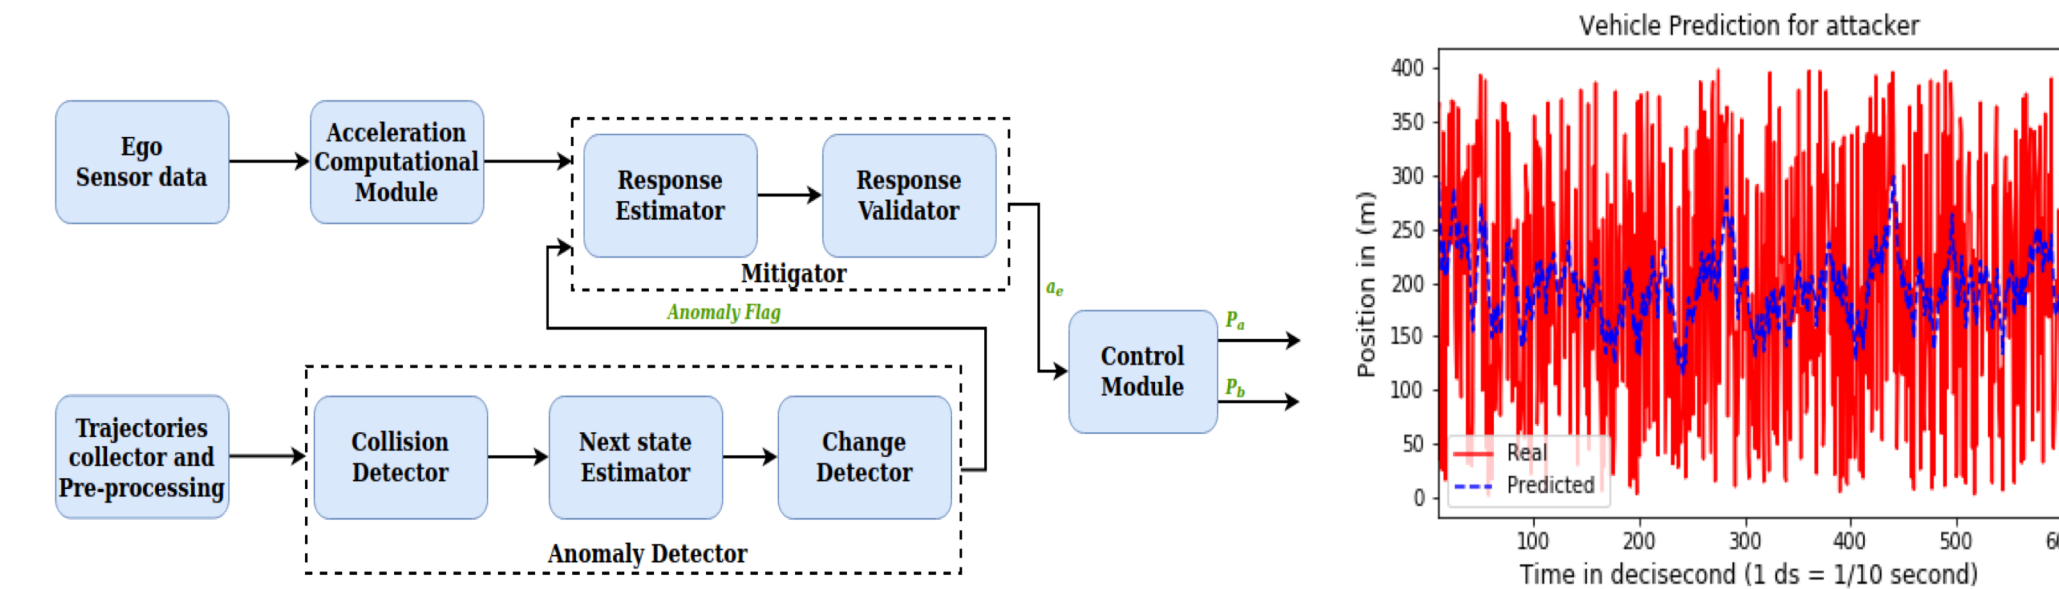 Ego
Sensor data
Acceleration
Computational
Module
Response
Estimator
Response
Validator
Mitigator
Anomaly Flag
Trajectories
collector and
Pre-processing
Collision
Detector
Next state
Estimator
Change
Detector
Anomaly Detector
ae
Control
Module
Pa
Pb
Vehicle Prediction for attacker
Position in (m)
400
350
300
250
200
150
100
50
0
Real
Predicted
100
200
300
400
500
Time in decisecond (1 ds = 1/10 second)